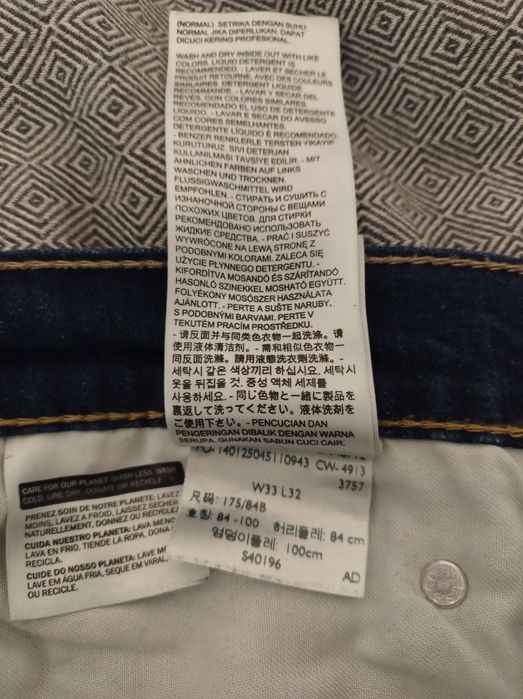 (NORMAL). SETRIKA DENGAN SUHU
NORMAL JIKA DIPERLUKAN. DAPAT
DICUCI KERING PROFESIONAL.
WASH AND DRY INSIDE OUT WITH LIKE
COLORS. LIQUID DETERGENT IS
RECOMMENDED. - LAVER ET SECHER LE
PRODUIT RETOURNE, AVEC DES COULEURS
SIMILAIRES. DETERGENT LIQUIDE
RECOMMANDE. - LAVAR Y SECAR DEL
REVÉS, CON COLORES SIMILARES
RECOMENDADO EL USO DE DETERGENTE
LÍQUIDO. - LAVAR E SECAR DO AVESSO
COM CORES SEMELHANTES.
DETERGENTE LÍQUIDO É RECOMENDADO.
- BENZER RENKLERLE TERSTEN YIKAYIP
KURUTUNUZ. SIVI DETERJAN
KULLANILMASI TAVSİYE EDİLİR. - MIT
ÄHNLICHEN FARBEN AUF LINKS
WASCHEN UND TROCKNEN.
FLUSSIGWASCHMITTEL WIRD
EMPFOHLEN. - СТИРАТЬ И СУШИТЬ С
ИЗНАНОЧНОЙ СТОРОНЫ С ВЕЩАМИ
ПОХОЖИХ ЦВЕТОВ. ДЛЯ СТИРКИ
РЕКОМЕНДОВАНО ИСПОЛЬЗОВАТЬ
ЖИДКИЕ СРЕДСТВА. - PRAĆ I SUSZYĆ
WYWRÓCONE NA LEWĄ STRONĘ Z
PODOBNYMI KOLORAMI. ZALECA SIĘ
UŻYCIE PŁYNNEGO DETERGENTU. -
KIFORDÍTVA MOSANDÓ ÉS SZÁRÍTANDÓ
HASONLÓ SZINEKKEL MOSHATÓ EGYÜTT.
FOLYÉKONY MOSÓSZER HASZNÁLATA
AJÁNLOTT. - PERTE A SUŠTE NARUBY,
S PODOBNÝMI BARVAMI. PERTE V
TEKUTÉM PRACÍM PROSTŘEDKU.
- 请反面并与同类色衣物一起洗涤。请
使用液体清洁剂。- 需和相似色衣物一
同反面洗滌。請用液態洗衣劑洗滌。-
세탁시 같은 색상끼리 하십시요. 세탁시
옷을 뒤집을 것. 중성 액체 세제를
사용하세요. - 同じ色物と一緒に製品を
裏返して洗ってください。液体洗剤を
ご使用下さい。- PENCUCIAN DAN
PENGERINGAN DIBALIK DENGAN WARNA
SERUPA. GUNAKAN SABUN CUCI CAIR.
140125045110943 CW-4913
3757
W33 L32
尺码: 175/84B
호칭: 84-100 허리둘레: 84 cm
엉덩이둘레: 100cm
S40196
AD
CARE FOR OUR PLANET WASH LESS, WASH
COLD, LINE DRY, DONATE OR RECYCLE
PRENEZ SOIN DE NOTRE PLANETE: LAVEZ
MOINS, LAVEZ A FROID, LAISSEZ SECHER
NATURELLEMENT, DONNEZ OU RECYCLEZ
CUIDA NUESTRO PLANETA: LAVA
LAVA EN FRIO, TIENDE LA ROPA, DONA
RECICLA.
CUIDE DO NOSSO PLANETA: LAVE
LAVE EM ÁGUA FRIA, SEQUE EM
DOE OU RECICLE.